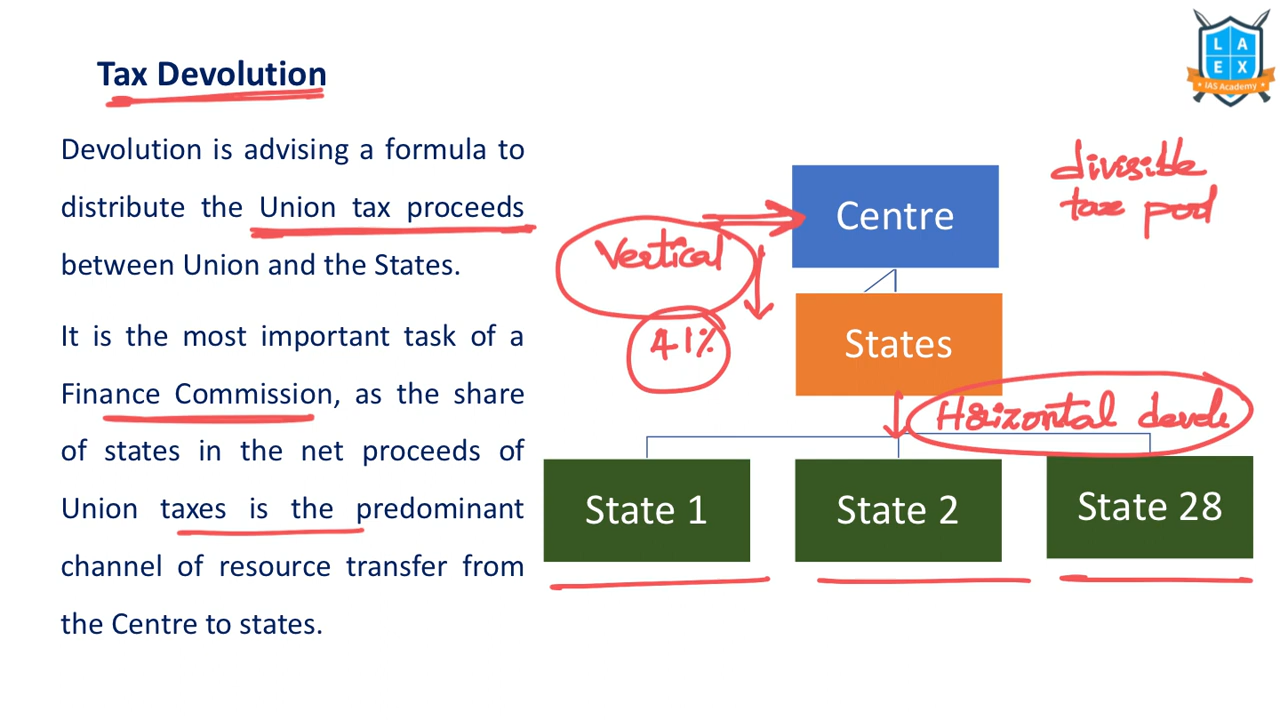 Tax Devolution
Devolution is advising a formula to
distribute the Union tax proceeds
between Union and the States.
It is the most important task of a
Finance Commission, as the share
of states in the net proceeds of
Union taxes is the predominant
channel of resource transfer from
the Centre to states.
L A
E X
IAS Academy
divisible
tax pool
Centre
Vertical
41%
States
Horizontal
State 1
State 2
State 28